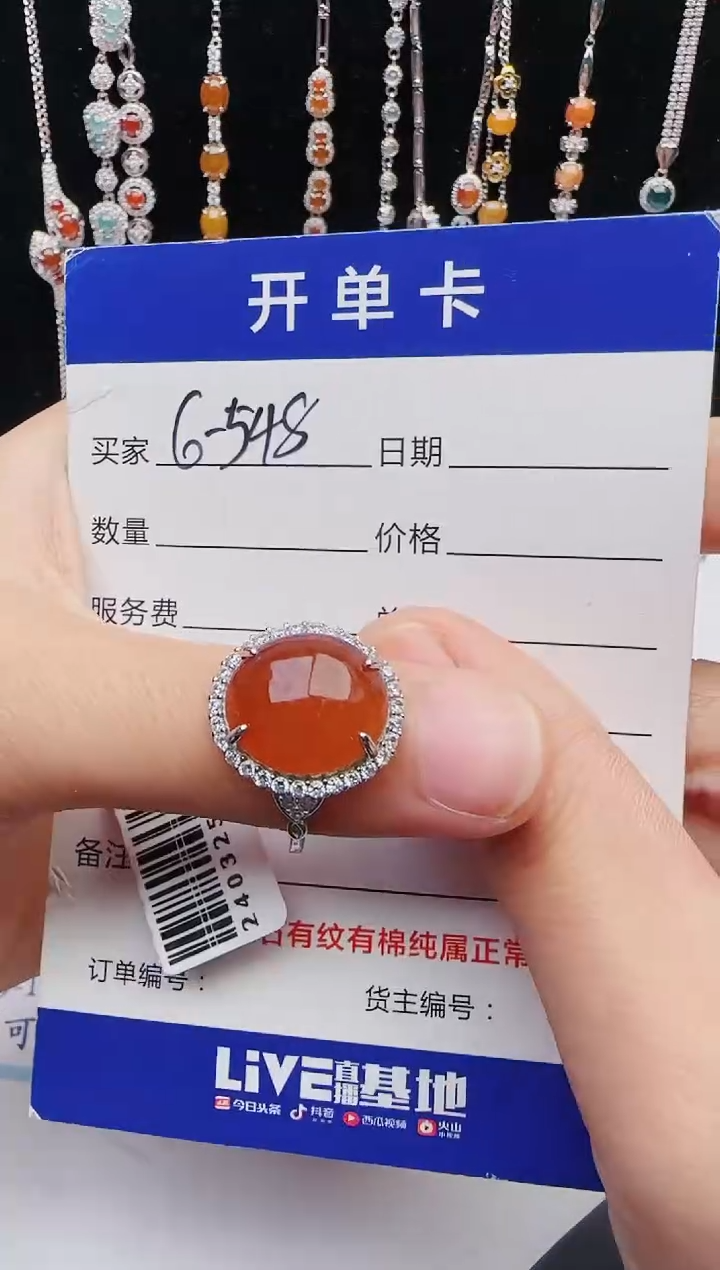 开单卡
买家 6-548 日期
数量 价格
服务费
备注
240325
石有纹有棉纯属正常
订单编号：
货主编号：
可
LiVE直播基地
今日头条 抖音 西瓜视频 火山